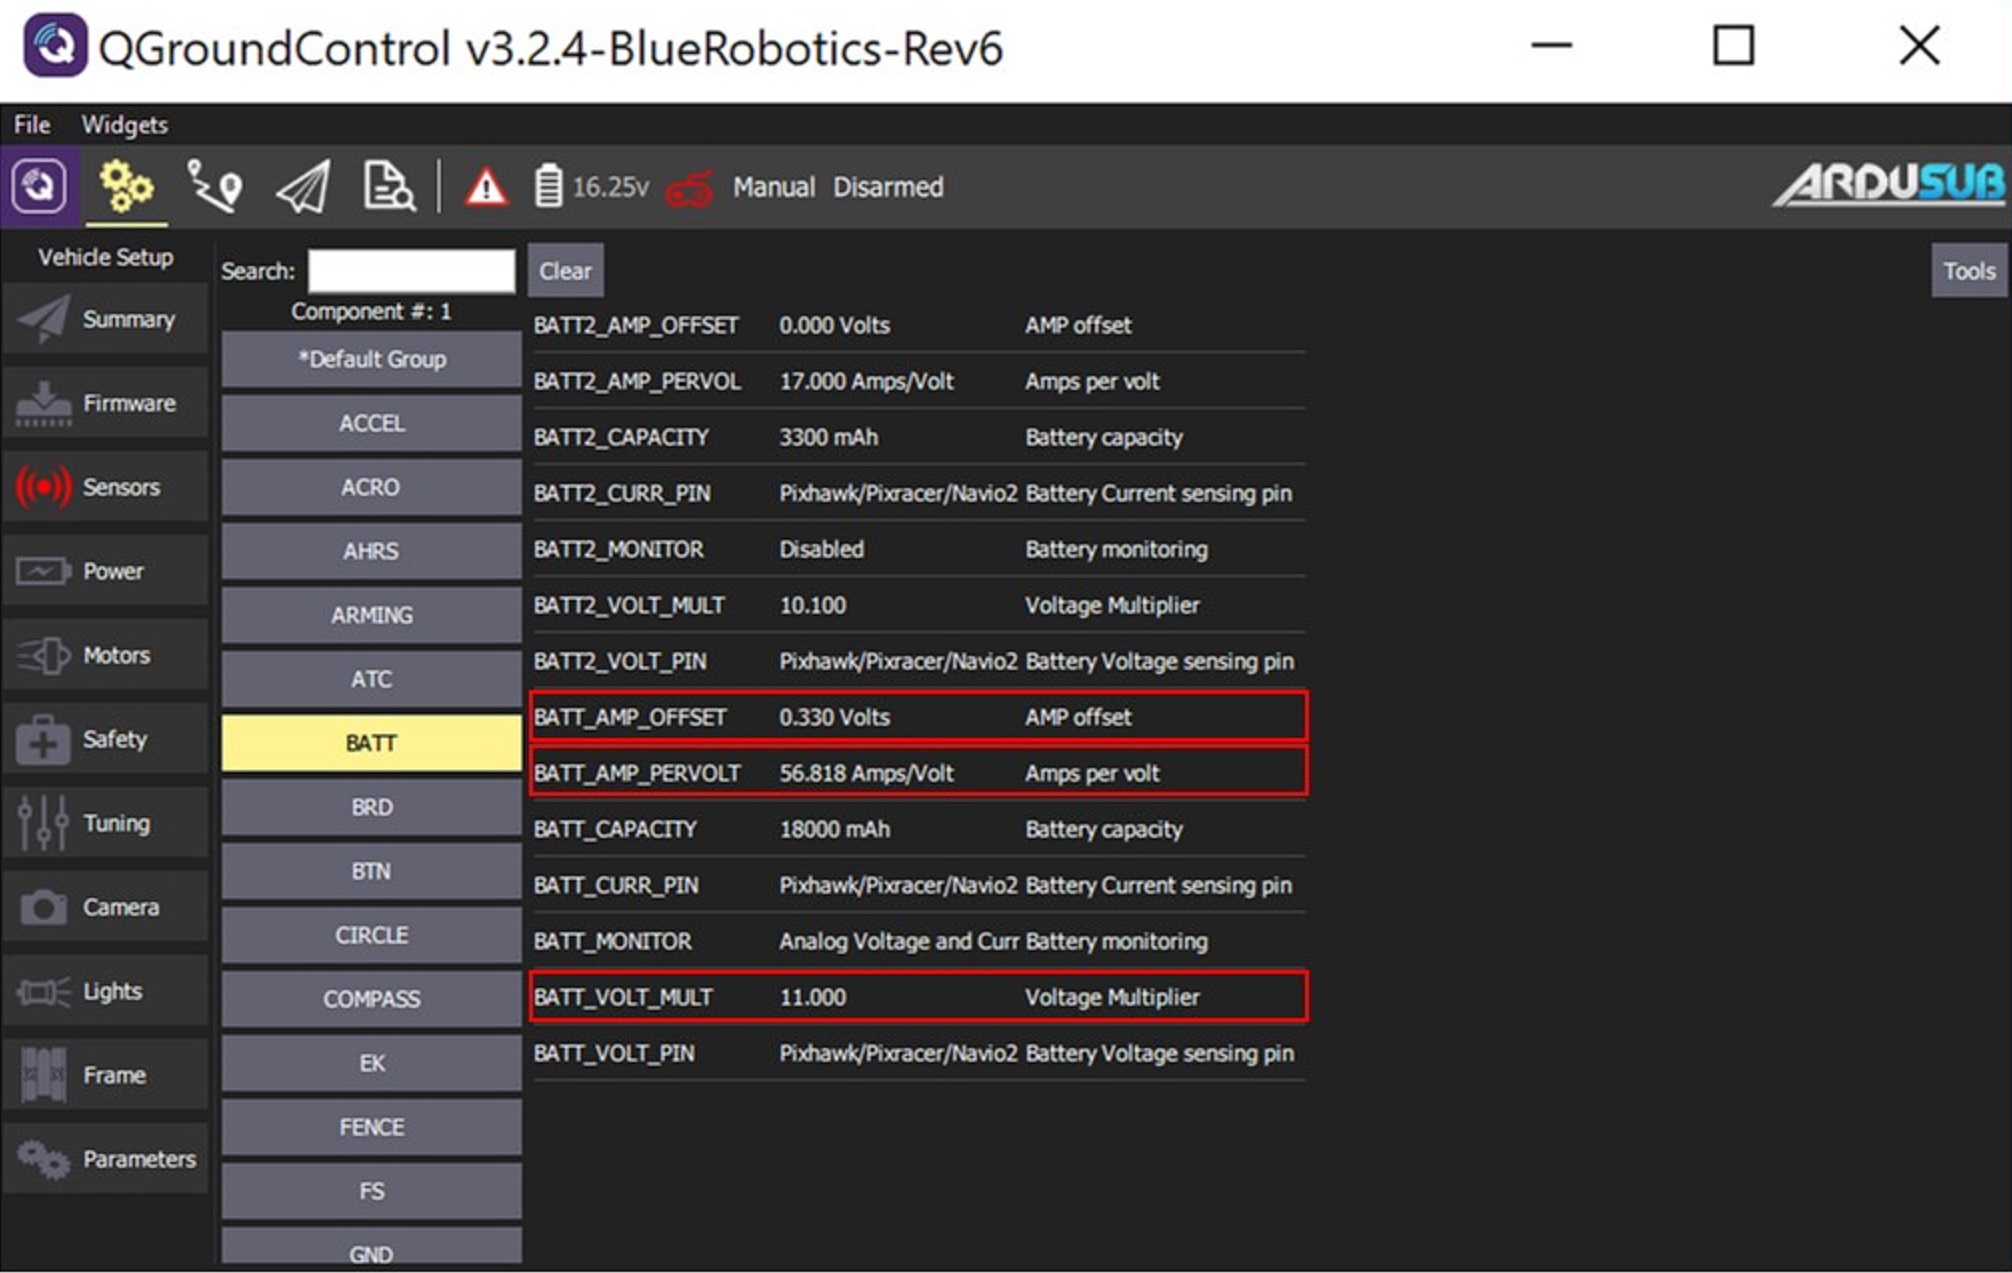 QGroundControl v3.2.4-BlueRobotics-Rev6
File Widgets
16.25v Manual Disarmed
ARDUSUB
Vehicle Setup
Summary
Firmware
Sensors
Power
Motors
Safety
Tuning
Camera
Lights
Frame
Parameters
Search: Clear Tools
Component #: 1
*Default Group
ACCEL
ACRO
AHRS
ARMING
ATC
BATT
BRD
BTN
CIRCLE
COMPASS
EK
FENCE
FS
GND
BATT2_AMP_OFFSET 0.000 Volts AMP offset
BATT2_AMP_PERVOL 17.000 Amps/Volt Amps per volt
BATT2_CAPACITY 3300 mAh Battery capacity
BATT2_CURR_PIN Pixhawk/Pixracer/Navio2 Battery Current sensing pin
BATT2_MONITOR Disabled Battery monitoring
BATT2_VOLT_MULT 10.100 Voltage Multiplier
BATT2_VOLT_PIN Pixhawk/Pixracer/Navio2 Battery Voltage sensing pin
BATT_AMP_OFFSET 0.330 Volts AMP offset
BATT_AMP_PERVOLT 56.818 Amps/Volt Amps per volt
BATT_CAPACITY 18000 mAh Battery capacity
BATT_CURR_PIN Pixhawk/Pixracer/Navio2 Battery Current sensing pin
BATT_MONITOR Analog Voltage and Curr Battery monitoring
BATT_VOLT_MULT 11.000 Voltage Multiplier
BATT_VOLT_PIN Pixhawk/Pixracer/Navio2 Battery Voltage sensing pin